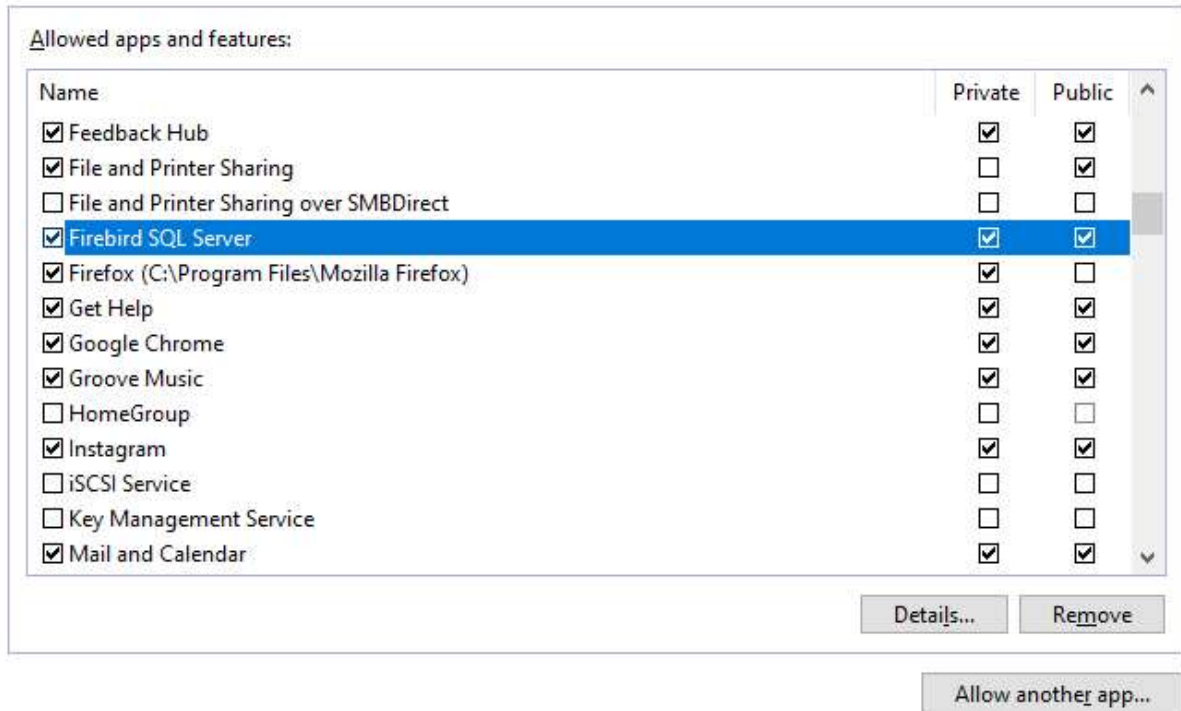 Allowed apps and features:
Name Private Public
Feedback Hub
File and Printer Sharing
File and Printer Sharing over SMBDirect
Firebird SQL Server
Firefox (C:\Program Files\Mozilla Firefox)
Get Help
Google Chrome
Groove Music
HomeGroup
Instagram
iSCSI Service
Key Management Service
Mail and Calendar
Details... Remove
Allow another app...